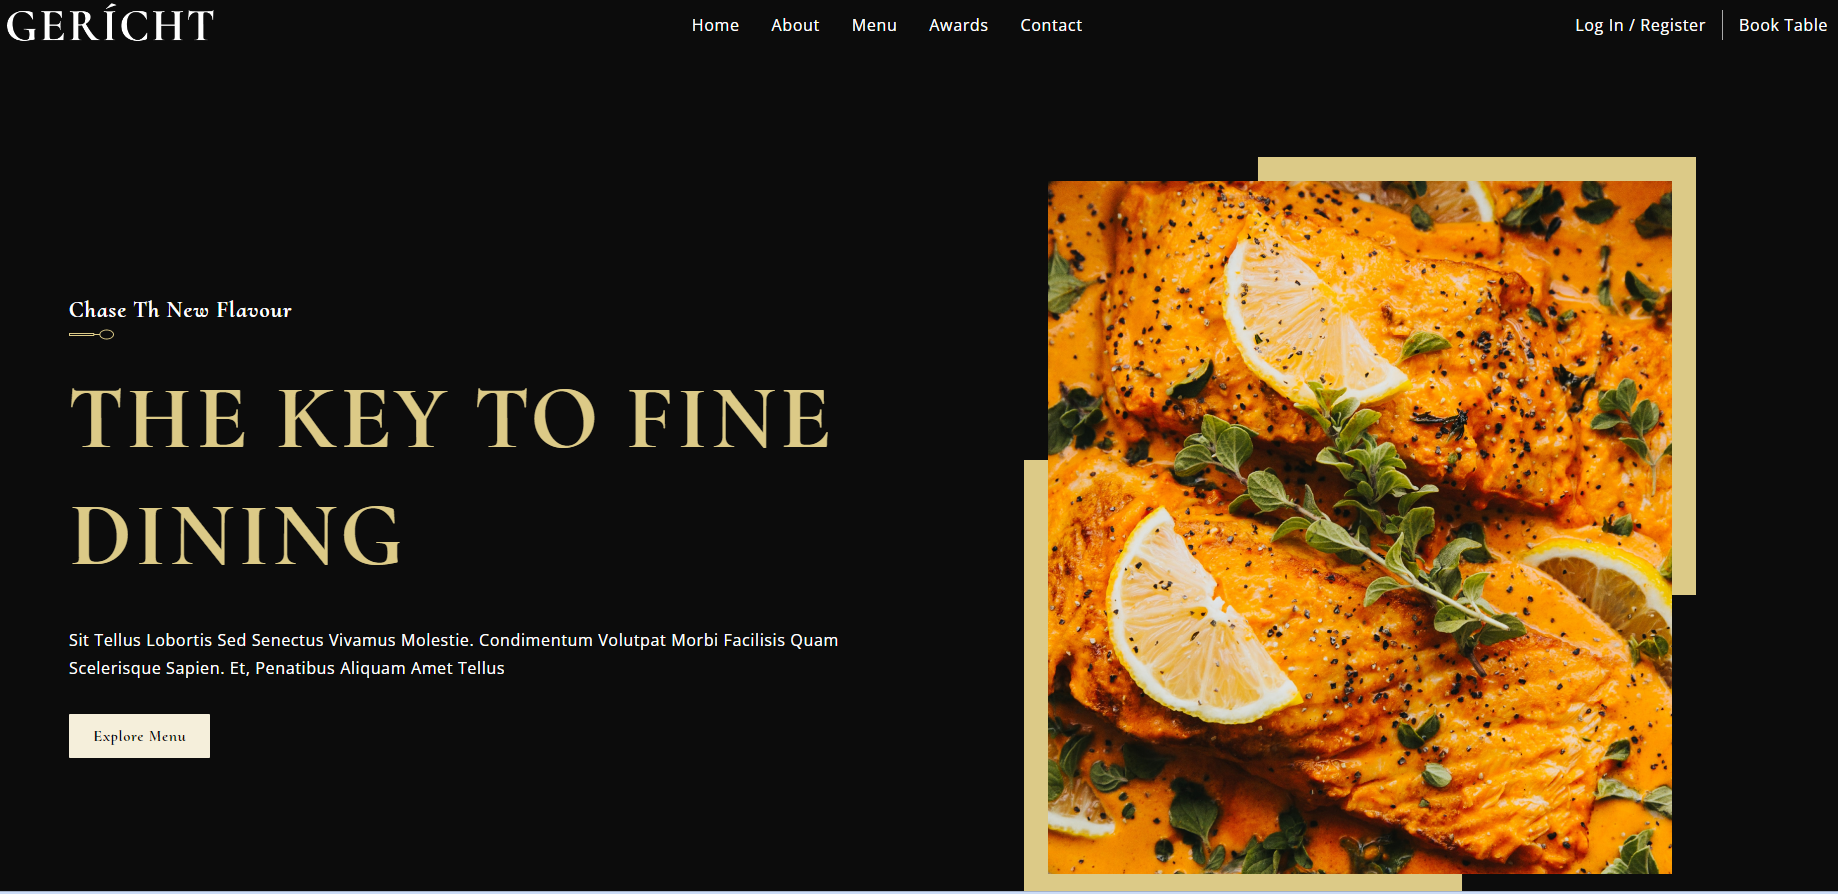 GERÍCHT
Home About Menu Awards Contact
Log In / Register Book Table
Chase Th New Flavour
THE KEY TO FINE
DINING
Sit Tellus Lobortis Sed Senectus Vivamus Molestie. Condimentum Volutpat Morbi Facilisis Quam
Scelerisque Sapien. Et, Penatibus Aliquam Amet Tellus
Explore Menu